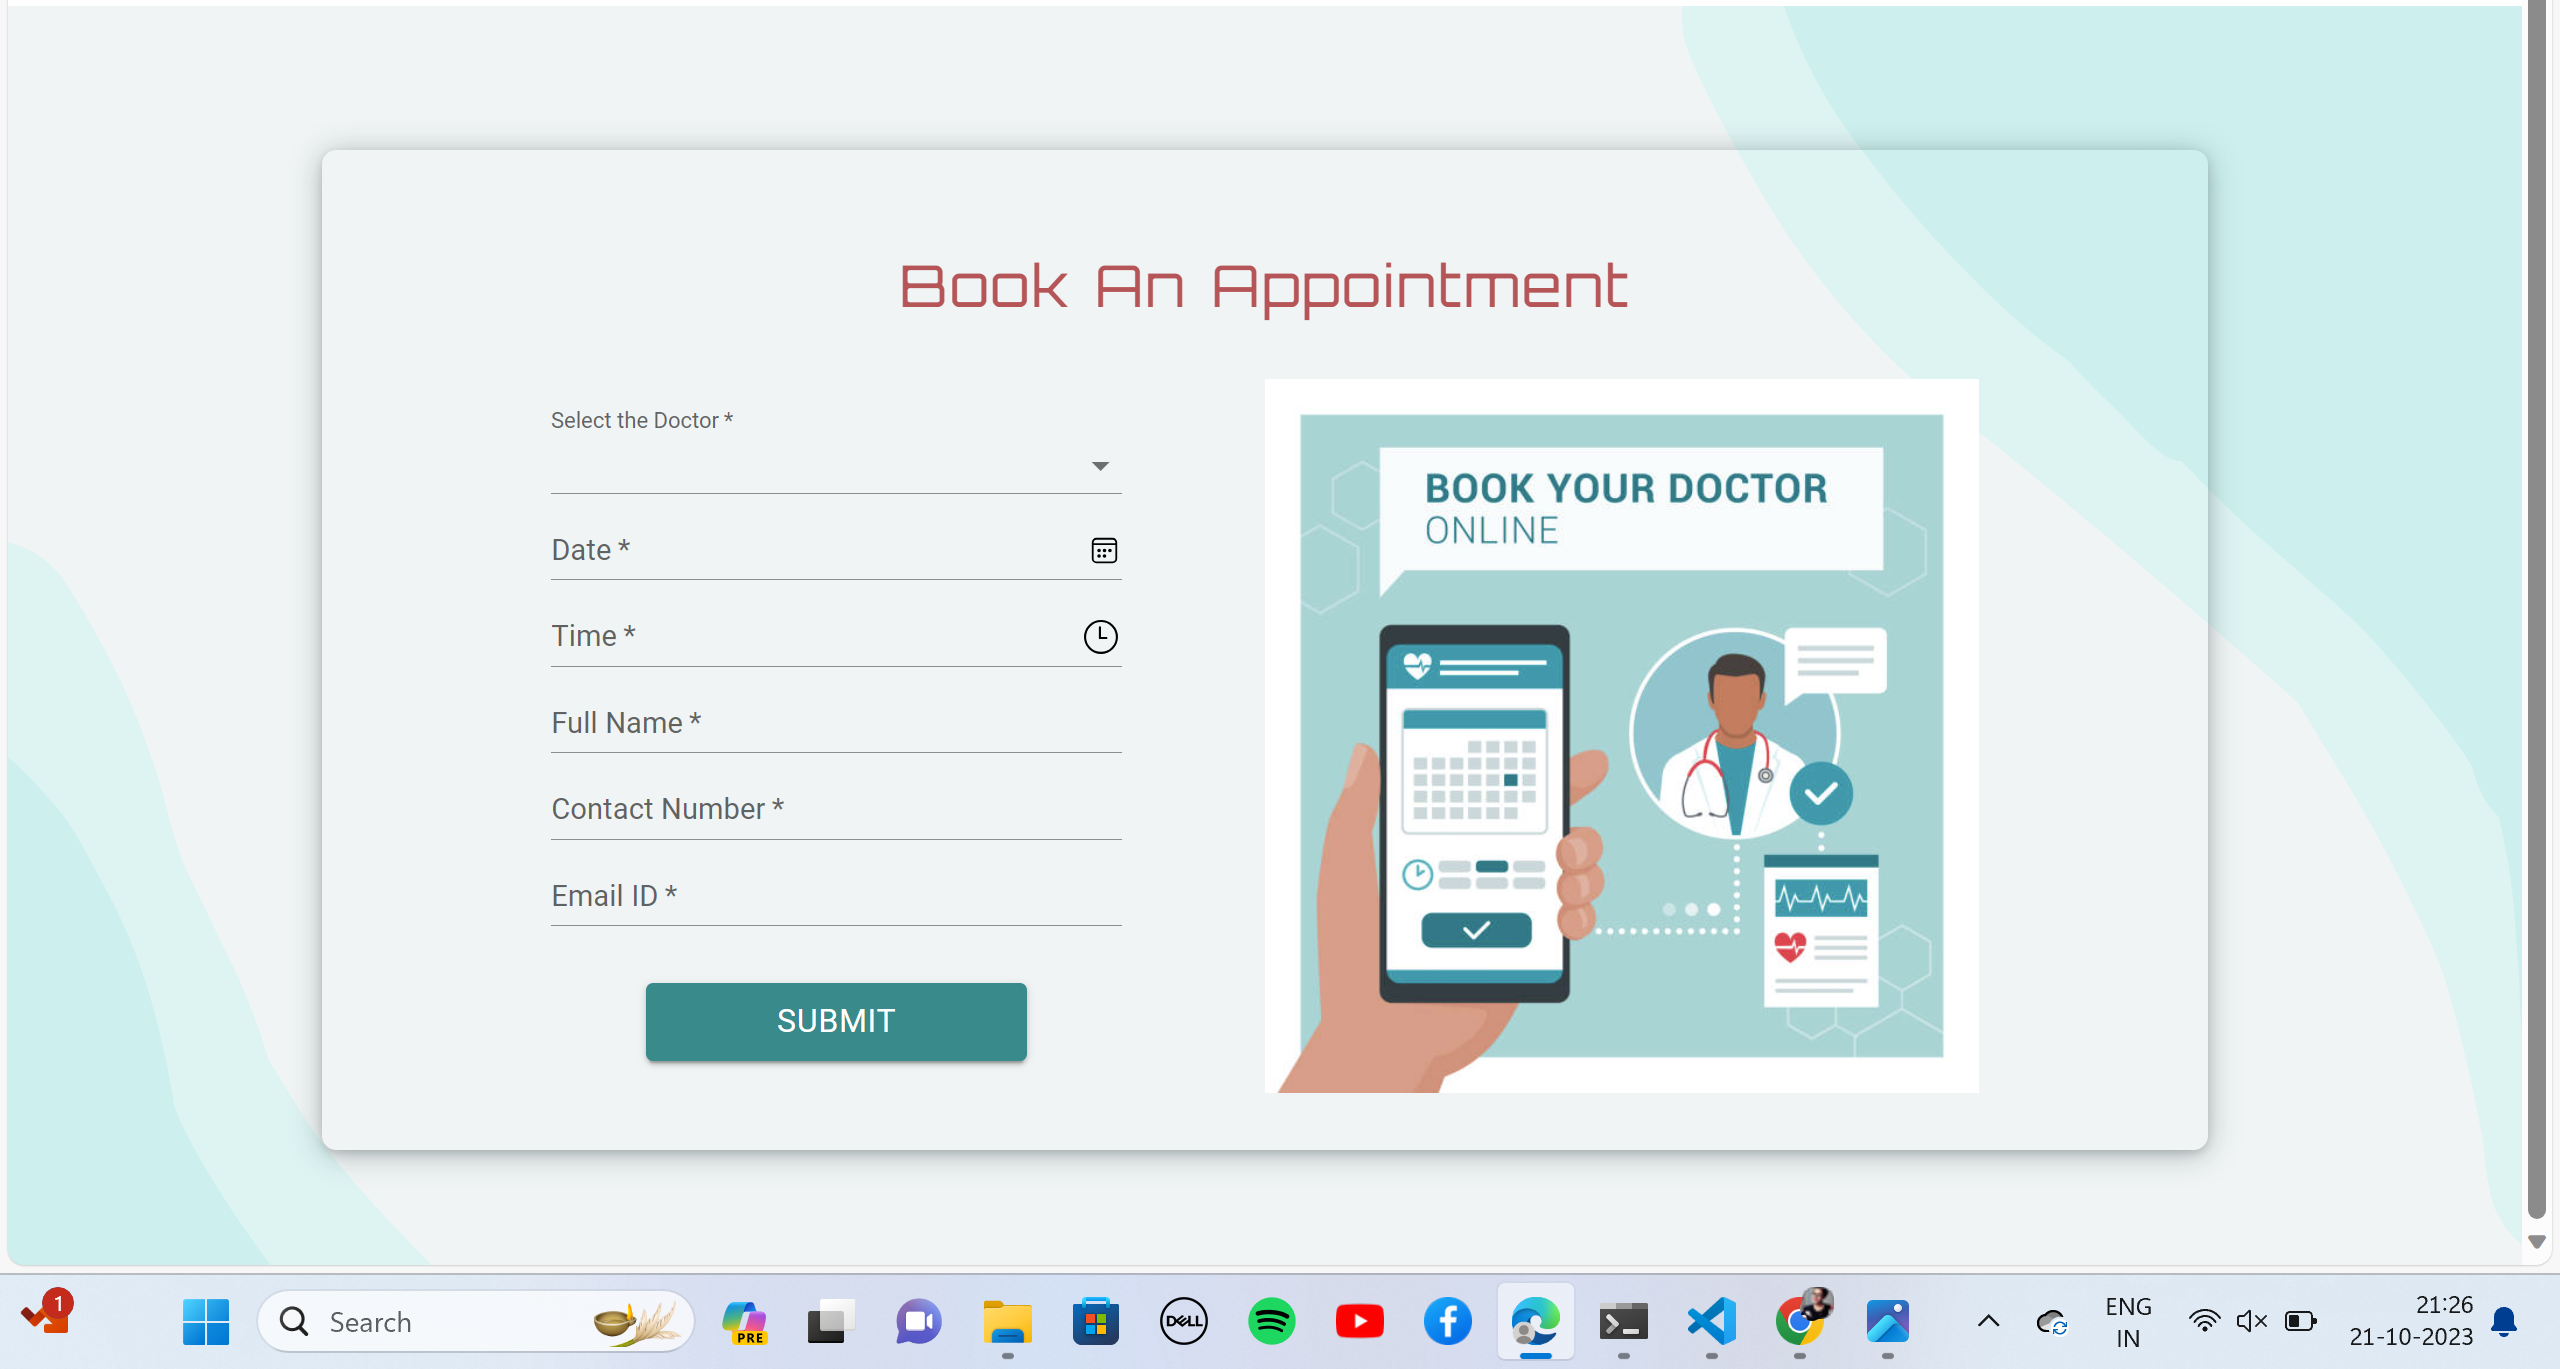 Book An Appointment
Select the Doctor *
Date *
Time *
Full Name *
Contact Number *
Email ID *
SUBMIT
BOOK YOUR DOCTOR
ONLINE
1
Search
PRE
DELL
ENG
IN
21:26
21-10-2023